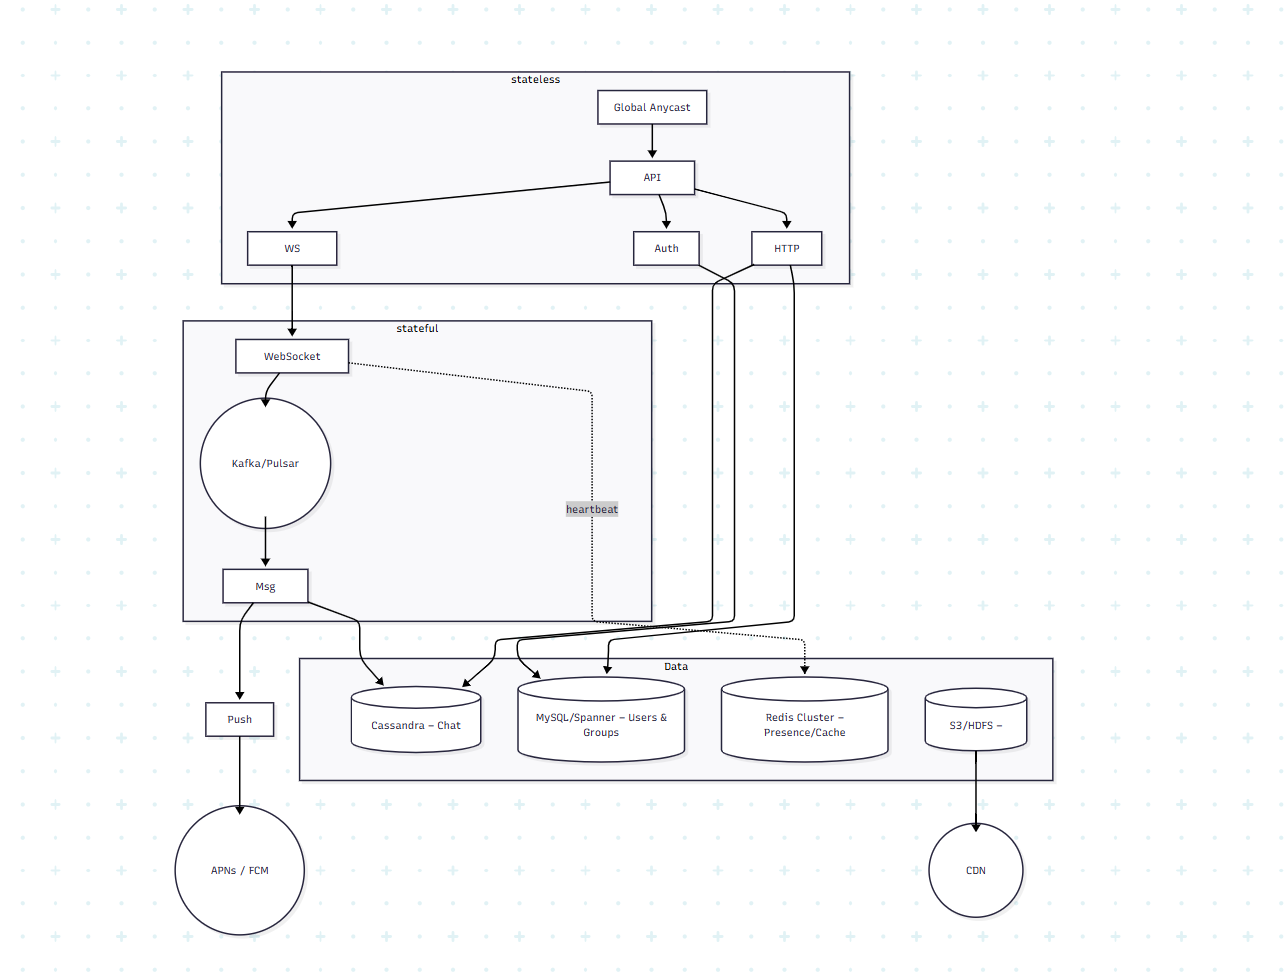 stateless
Global Anycast
API
WS
Auth
HTTP
stateful
WebSocket
Kafka/Pulsar
heartbeat
Msg
Data
Push
Cassandra – Chat
MySQL/Spanner – Users &
Groups
Redis Cluster –
Presence/Cache
S3/HDFS –
APNs / FCM
CDN